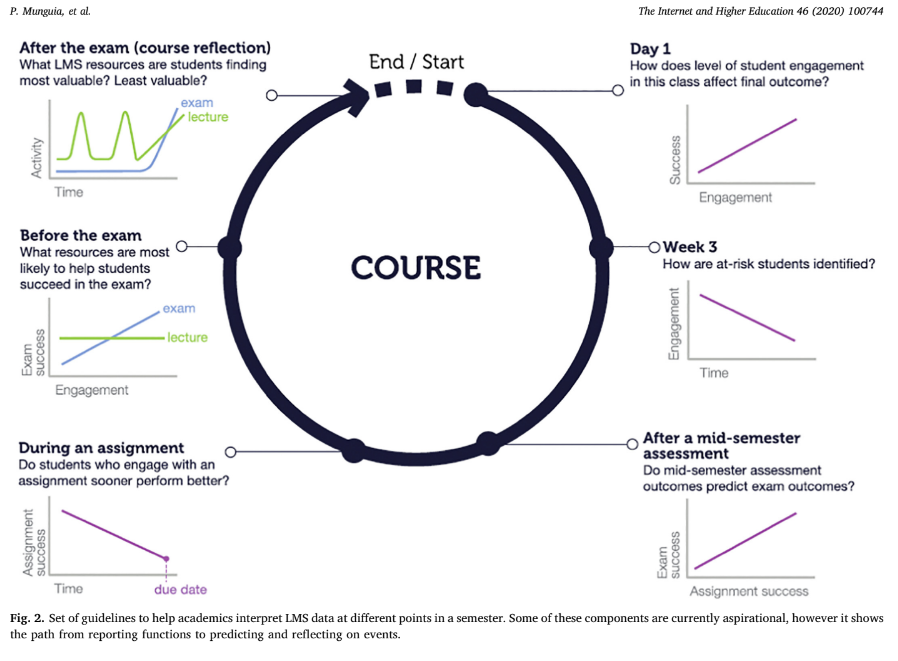 P. Munguia, et al.
The Internet and Higher Education 46 (2020) 100744
End / Start
COURSE
Day 1
How does level of student engagement
in this class affect final outcome?
Success
Engagement
Week 3
How are at-risk students identified?
Engagement
Time
After a mid-semester
assessment
Do mid-semester assessment
outcomes predict exam outcomes?
Exam
success
Assignment success
During an assignment
Do students who engage with an
assignment sooner perform better?
Assignment
success
Time
due date
Before the exam
What resources are most
likely to help students
succeed in the exam?
exam
lecture
Exam
success
Engagement
After the exam (course reflection)
What LMS resources are students finding
most valuable? Least valuable?
exam
lecture
Activity
Time
Fig. 2. Set of guidelines to help academics interpret LMS data at different points in a semester. Some of these components are currently aspirational, however it shows
the path from reporting functions to predicting and reflecting on events.